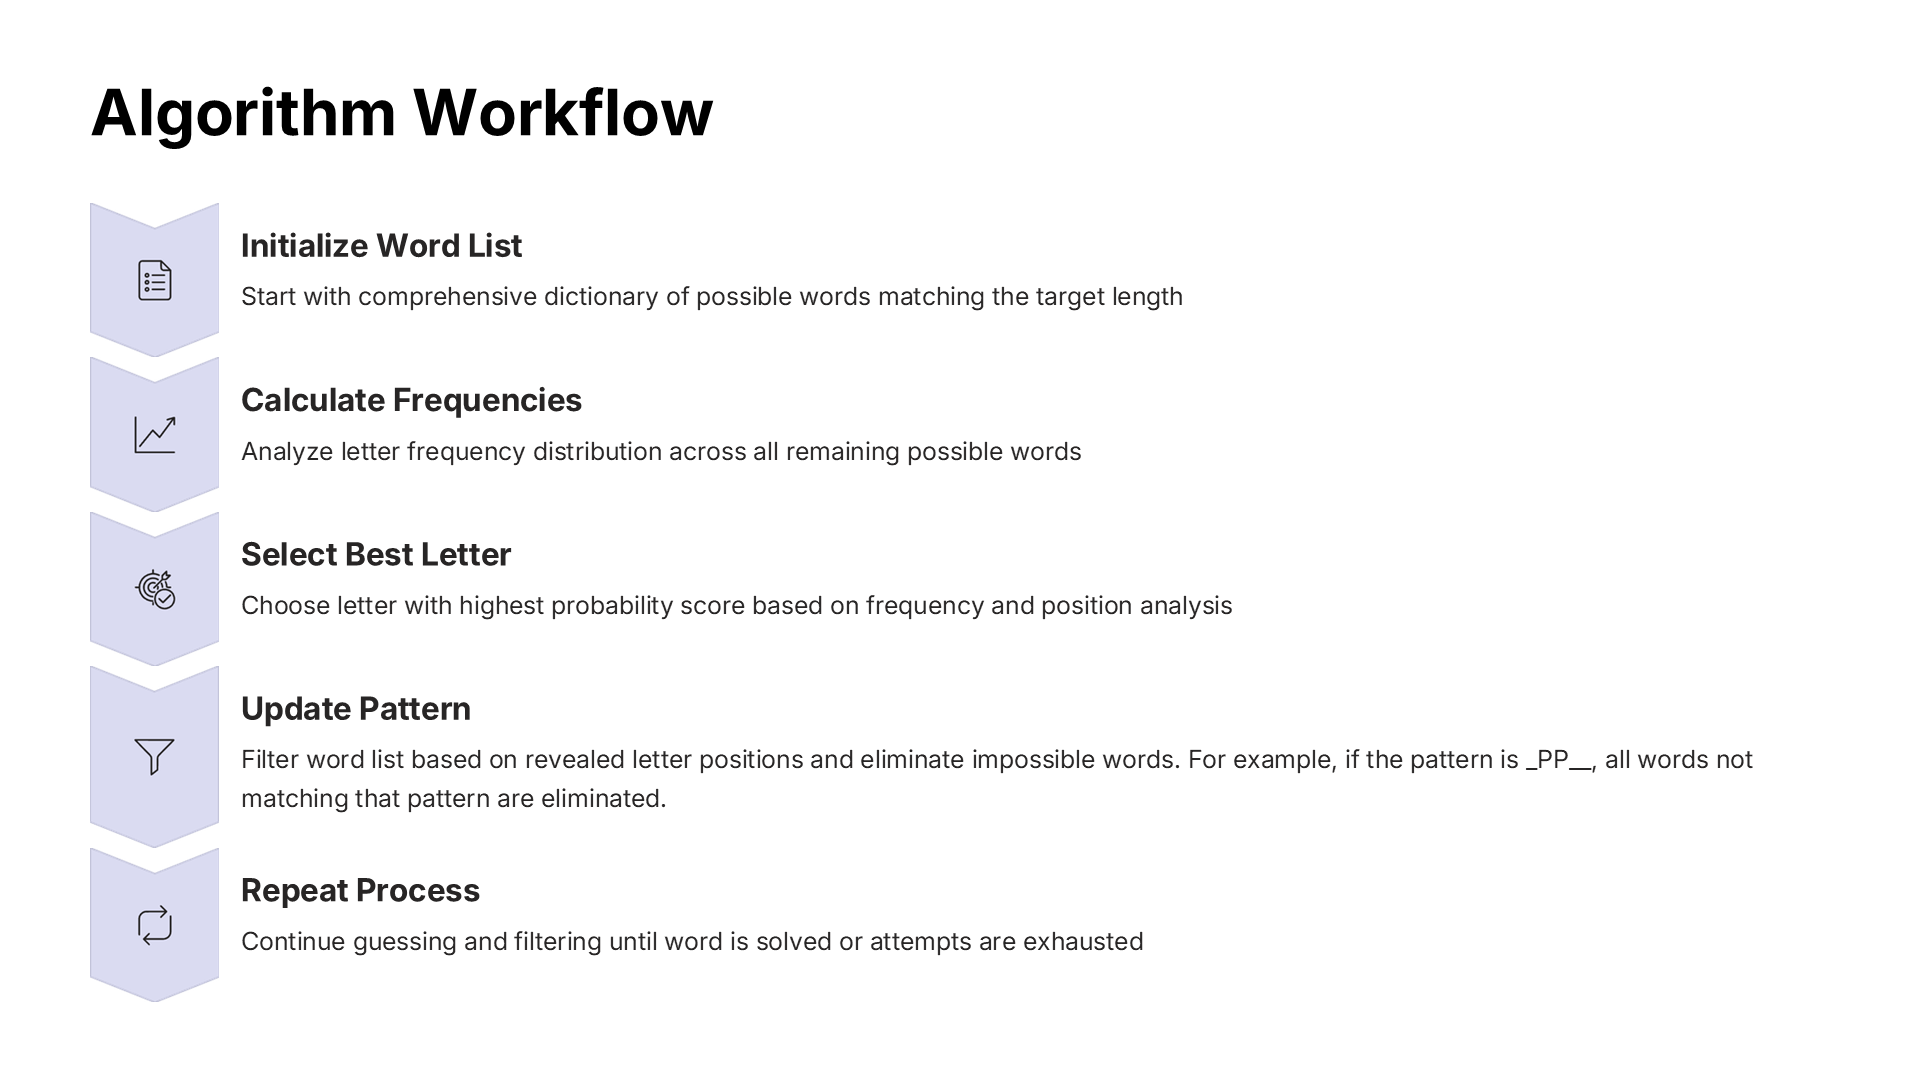 Algorithm Workflow
Initialize Word List
Start with comprehensive dictionary of possible words matching the target length
Calculate Frequencies
Analyze letter frequency distribution across all remaining possible words
Select Best Letter
Choose letter with highest probability score based on frequency and position analysis
Update Pattern
Filter word list based on revealed letter positions and eliminate impossible words. For example, if the pattern is _PP__, all words not
matching that pattern are eliminated.
Repeat Process
Continue guessing and filtering until word is solved or attempts are exhausted